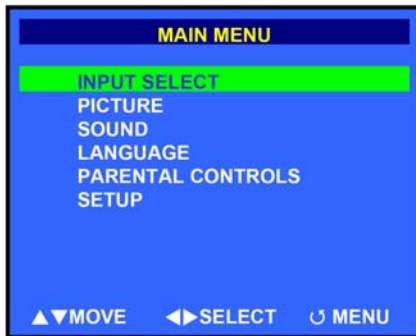 MAIN MENU
INPUT SELECT
PICTURE
SOUND
LANGUAGE
PARENTAL CONTROLS
SETUP
▲▼MOVE ◀▶SELECT ↺ MENU